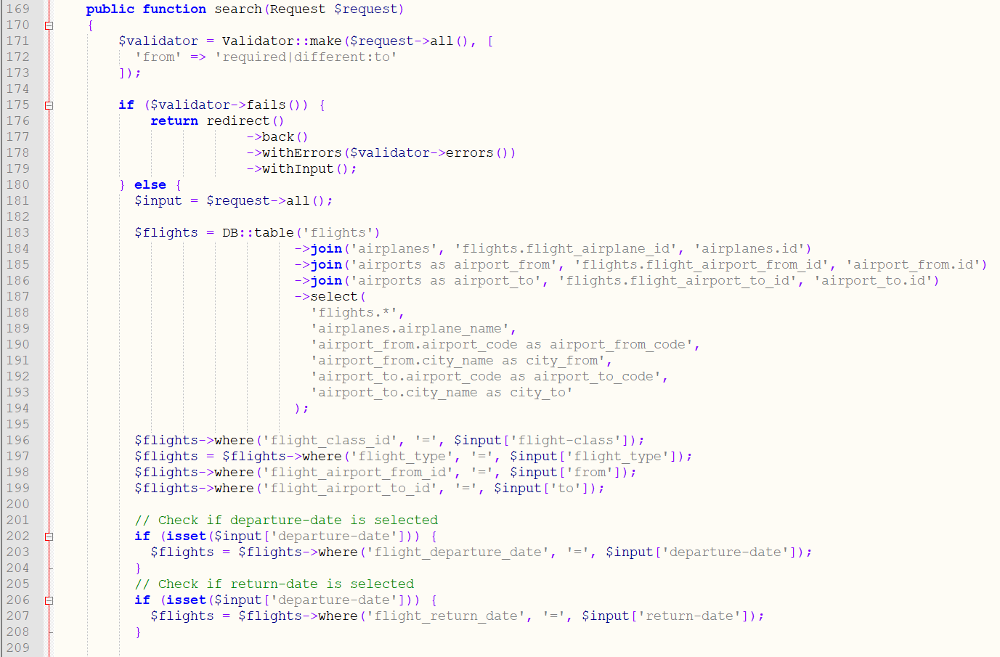 169 public function search(Request $request)
170 {
171 $validator = Validator::make($request->all(), [
172 'from' => 'required|different:to'
173 ]);
174
175 if ($validator->fails()) {
176 return redirect()
177 ->back()
178 ->withErrors($validator->errors())
179 ->withInput();
180 } else {
181 $input = $request->all();
182
183 $flights = DB::table('flights')
184 ->join('airplanes', 'flights.flight_airplane_id', 'airplanes.id')
185 ->join('airports as airport_from', 'flights.flight_airport_from_id', 'airport_from.id')
186 ->join('airports as airport_to', 'flights.flight_airport_to_id', 'airport_to.id')
187 ->select(
188 'flights.*',
189 'airplanes.airplane_name',
190 'airport_from.airport_code as airport_from_code',
191 'airport_from.city_name as city_from',
192 'airport_to.airport_code as airport_to_code',
193 'airport_to.city_name as city_to'
194 );
195
196 $flights->where('flight_class_id', '=', $input['flight-class']);
197 $flights = $flights->where('flight_type', '=', $input['flight_type']);
198 $flights->where('flight_airport_from_id', '=', $input['from']);
199 $flights->where('flight_airport_to_id', '=', $input['to']);
200
201 // Check if departure-date is selected
202 if (isset($input['departure-date'])) {
203 $flights = $flights->where('flight_departure_date', '=', $input['departure-date']);
204 }
205 // Check if return-date is selected
206 if (isset($input['departure-date'])) {
207 $flights = $flights->where('flight_return_date', '=', $input['return-date']);
208 }
209